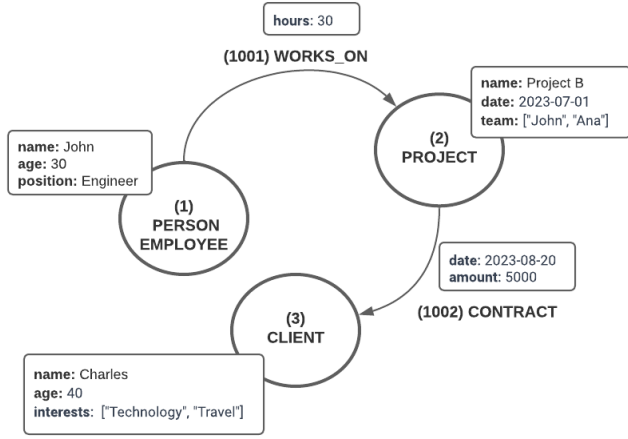 hours: 30
(1001) WORKS_ON
name: Project B
date: 2023-07-01
team: ["John", "Ana"]
(2)
PROJECT
name: John
age: 30
position: Engineer
(1)
PERSON
EMPLOYEE
date: 2023-08-20
amount: 5000
(1002) CONTRACT
(3)
CLIENT
name: Charles
age: 40
interests: ["Technology", "Travel"]